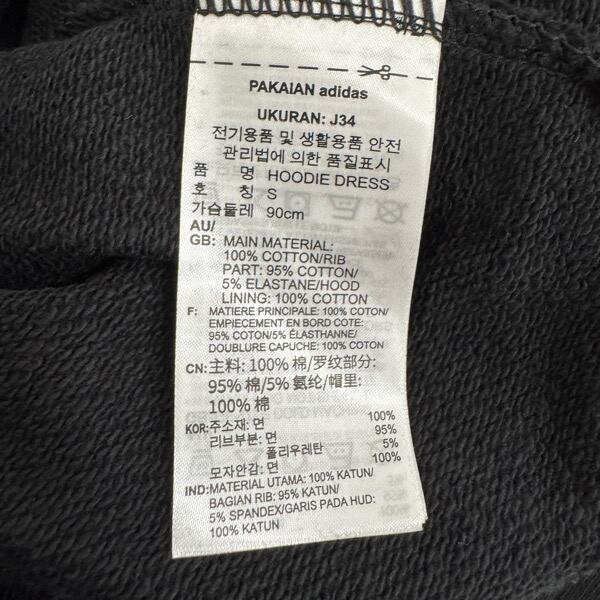 PAKAIAN adidas
UKURAN: J34
전기용품 및 생활용품 안전
관리법에 의한 품질표시
품 명 HOODIE DRESS
호 칭 S
가슴둘레 90cm
AU/
GB: MAIN MATERIAL:
100% COTTON/RIB
PART: 95% COTTON/
5% ELASTANE/HOOD
LINING: 100% COTTON
F: MATIERE PRINCIPALE: 100% COTON/
EMPIECEMENT EN BORD COTE:
95% COTON/5% ÉLASTHANNE/
DOUBLURE CAPUCHE: 100% COTON
CN: 主料: 100% 棉/罗纹部分:
95% 棉/5% 氨纶/帽里:
100% 棉
KOR: 주소재: 면 100%
리브부분: 면 95%
폴리우레탄 5%
모자안감: 면 100%
IND: MATERIAL UTAMA: 100% KATUN/
BAGIAN RIB: 95% KATUN/
5% SPANDEX/GARIS PADA HUD:
100% KATUN